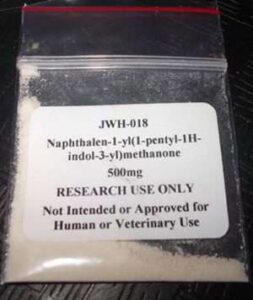 JWH-018
Naphthalen-1-yl(1-pentyl-1H-
indol-3-yl)methanone
500mg
RESEARCH USE ONLY
Not Intended or Approved for
Human or Veterinary Use